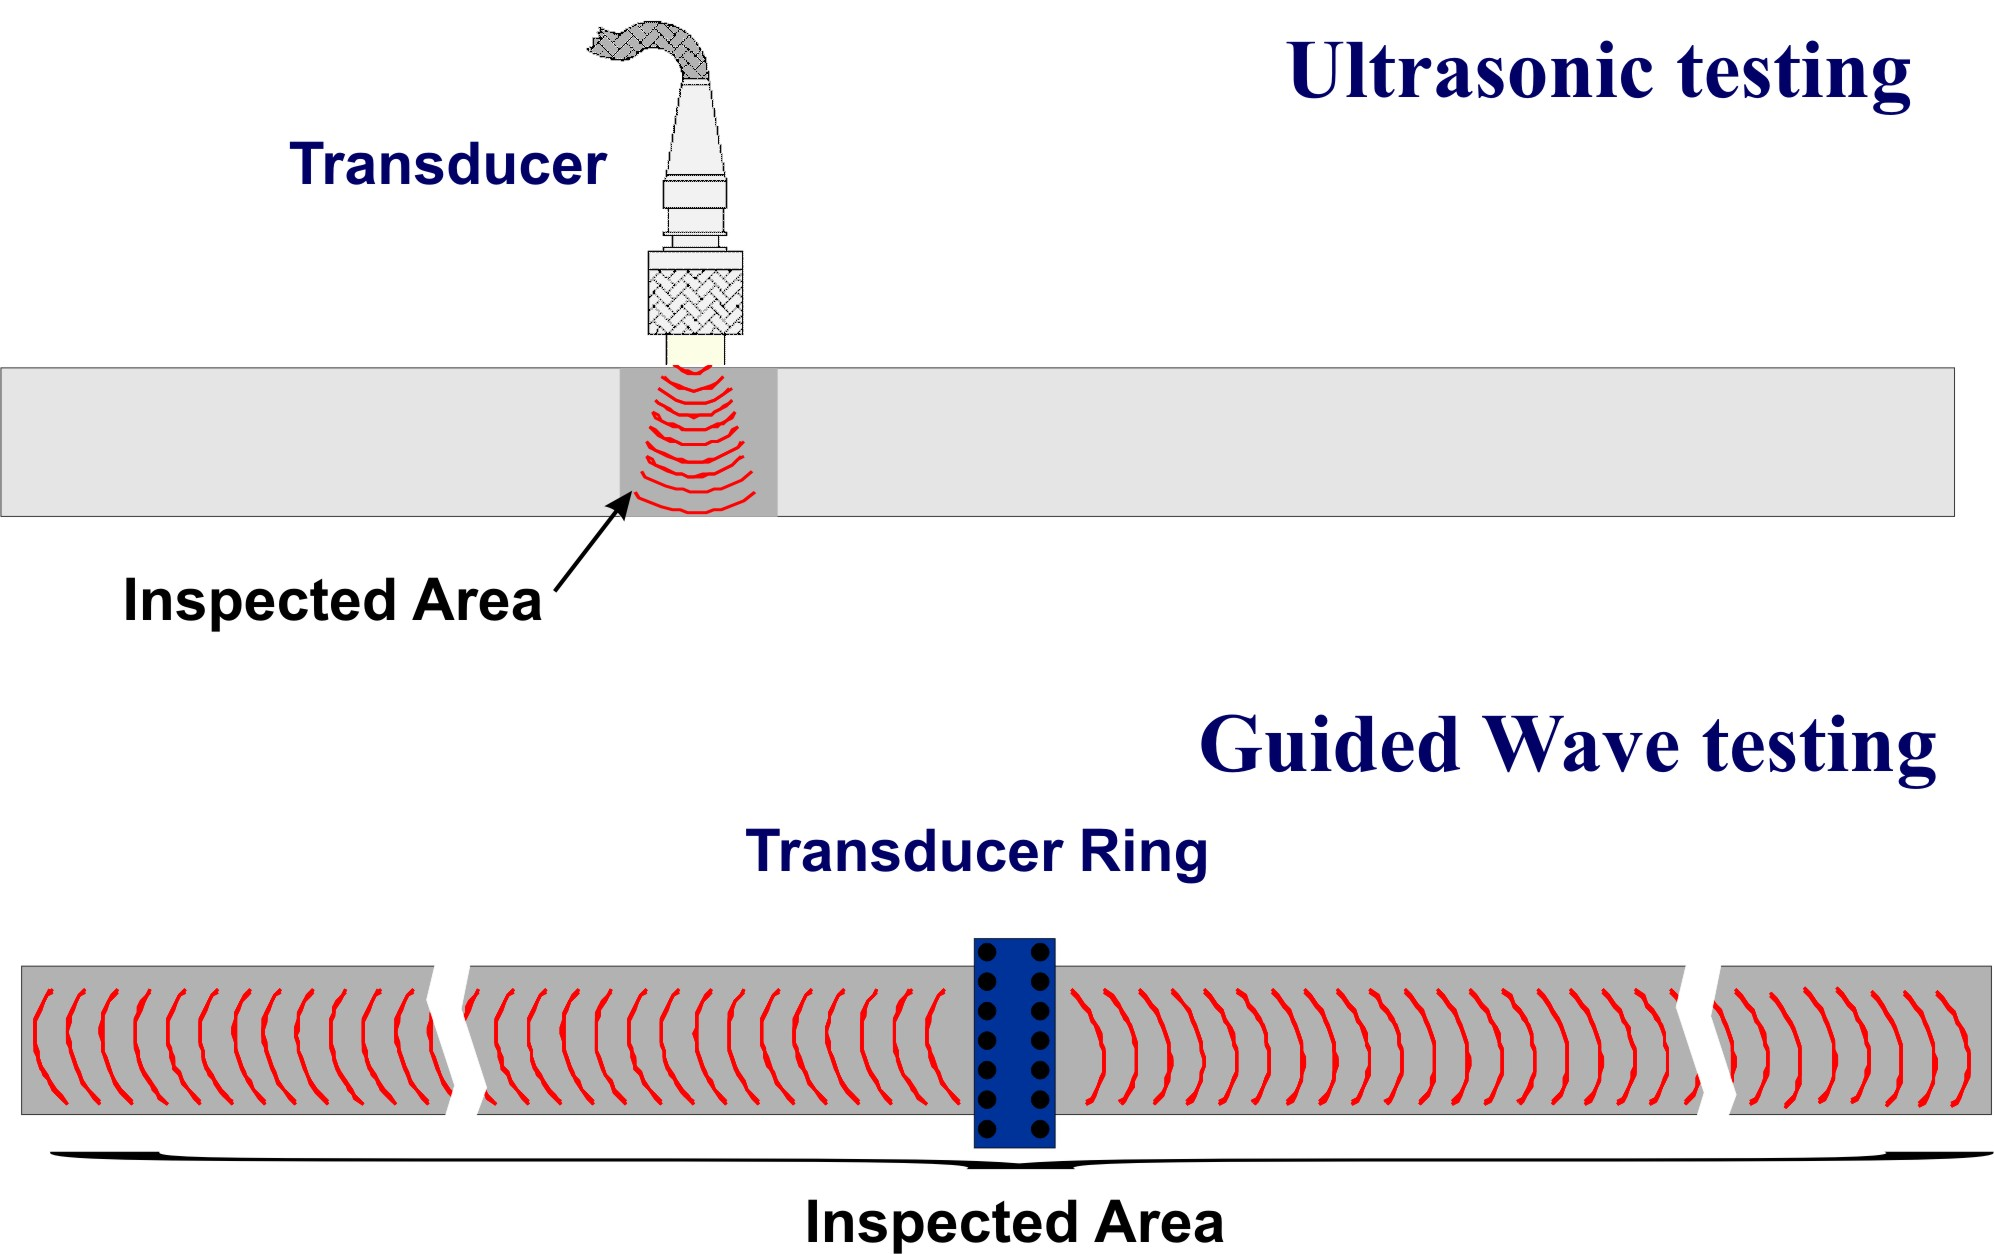 Ultrasonic testing
Transducer
Inspected Area
Guided Wave testing
Transducer Ring
Inspected Area